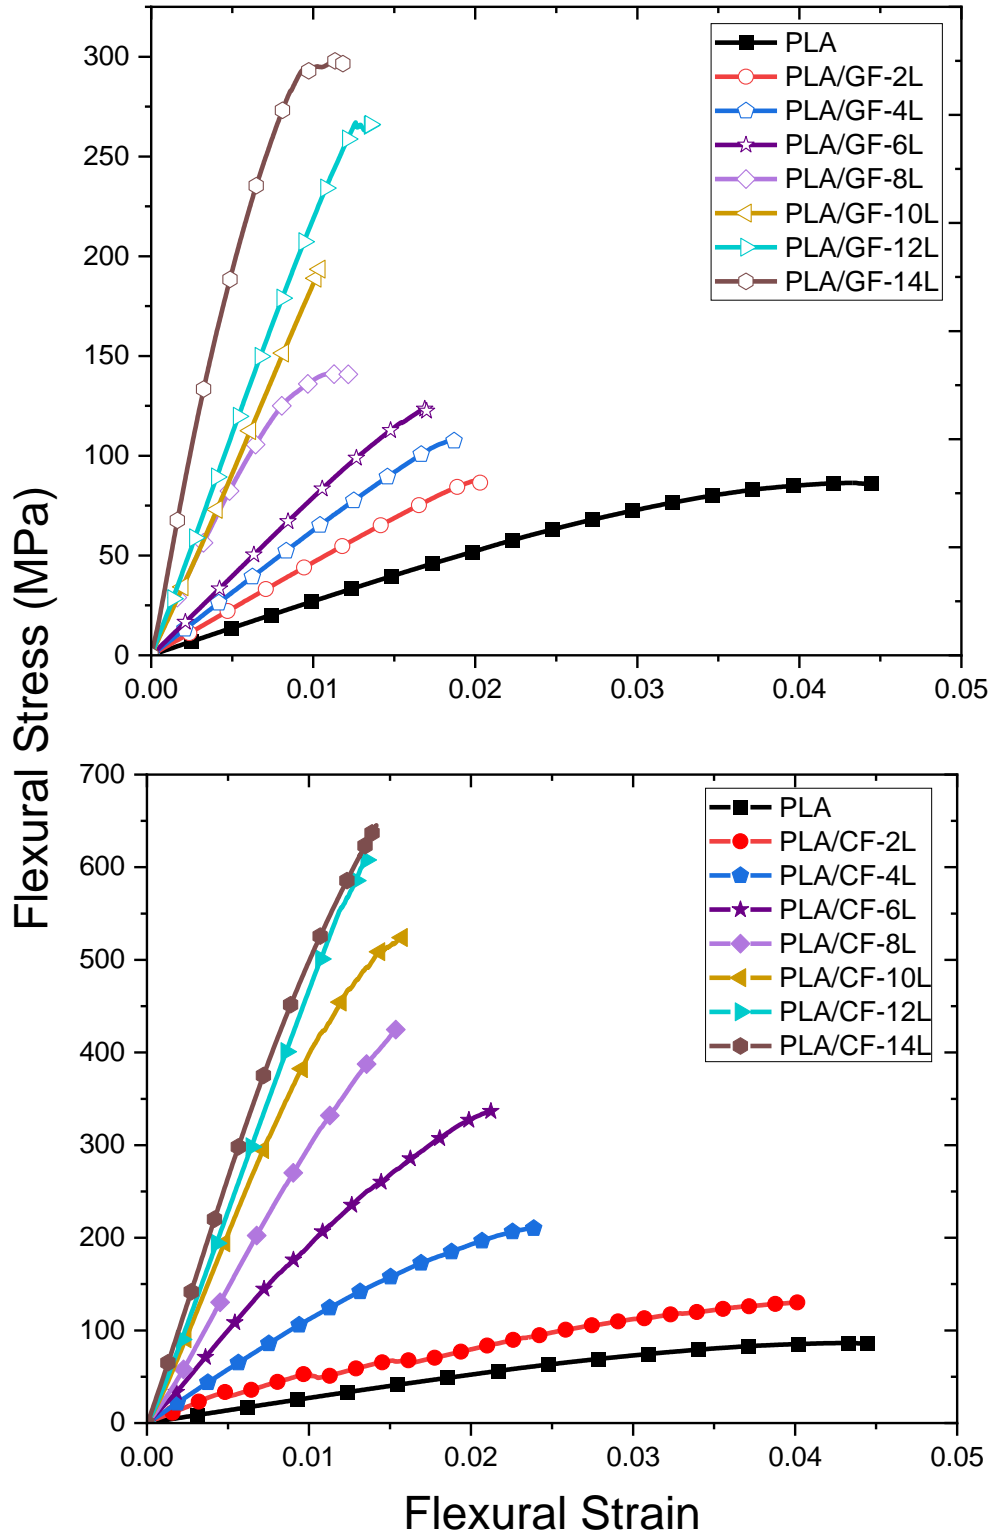 300
250
200
150
100
50
0
0.00 0.01 0.02 0.03 0.04 0.05
PLA
PLA/GF-2L
PLA/GF-4L
PLA/GF-6L
PLA/GF-8L
PLA/GF-10L
PLA/GF-12L
PLA/GF-14L
Flexural Stress (MPa)
700
600
500
400
300
200
100
0
0.00 0.01 0.02 0.03 0.04 0.05
PLA
PLA/CF-2L
PLA/CF-4L
PLA/CF-6L
PLA/CF-8L
PLA/CF-10L
PLA/CF-12L
PLA/CF-14L
Flexural Strain